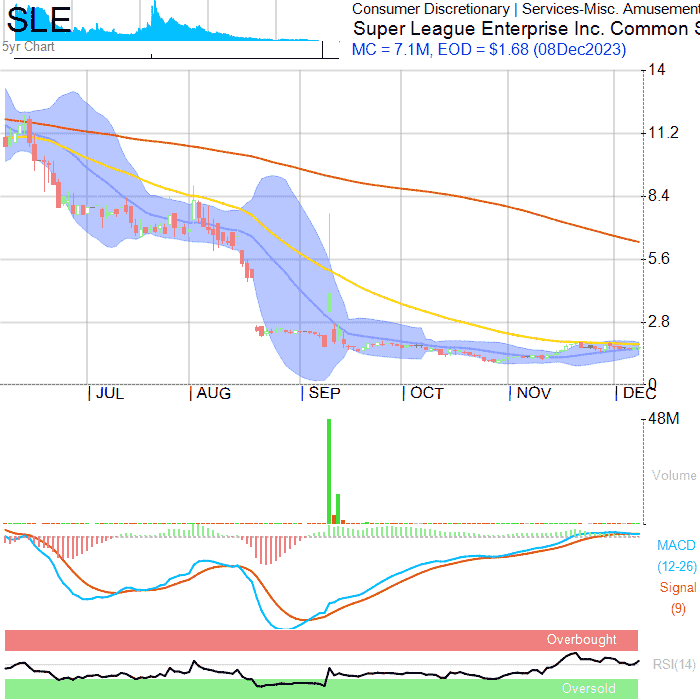 SLE
Consumer Discretionary | Services-Misc. Amusement
Super League Enterprise Inc. Common S
5yr Chart
MC = 7.1M, EOD = $1.68 (08Dec2023)
14
11.2
8.4
5.6
2.8
0
JUL AUG SEP OCT NOV DEC
48M
Volume
MACD
(12-26)
Signal
(9)
Overbought
RSI(14)
Oversold